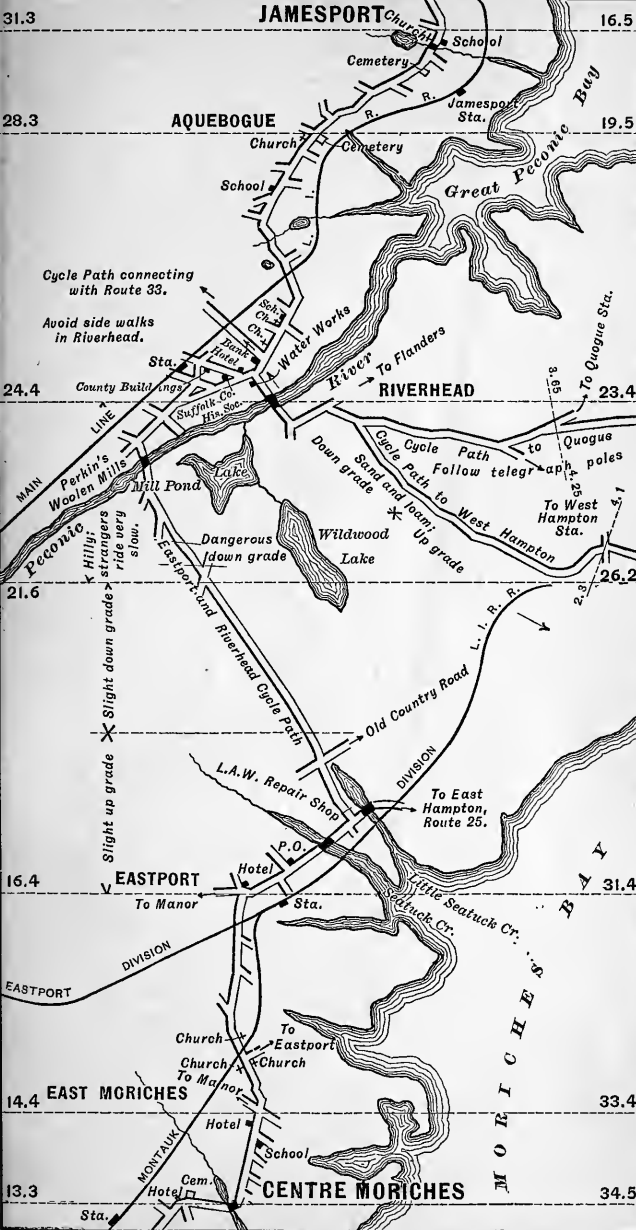 31.3
JAMESPORT
16.5
Church
School
Cemetery
R. R.
Jamesport
Sta.
28.3
AQUEBOGUE
19.5
Church
Cemetery
Great Peconic Bay
School
I.
L.
Cycle Path connecting
with Route 33.
Avoid side walks
in Riverhead.
Sch.
Ch.
Ch.
Bank
Hotel
Water Works
Sta.
County Buildings
Suffolk Co.
His. Soc.
River
To Flanders
RIVERHEAD
3.65
To Quogue Sta.
24.4
23.4
MAIN LINE
Perkin's
Woolen Mills
Mill Pond
Lake
Cycle Path to Quogue
Follow telegraph poles
4.25
Cycle Path to West Hampton
Down grade
Sand and loam;
Up grade
To West
Hampton
Sta.
4.1
2.3
Peconic
Hilly;
strangers
ride very
slow.
Dangerous
down grade
Wildwood
Lake
21.6
26.2
L. I. R. R.
Slight down grade
Eastport and Riverhead Cycle Path
Old Country Road
Slight up grade
L.A.W. Repair Shop
DIVISION
To East
Hampton,
Route 25.
P.O.
Hotel
16.4
EASTPORT
31.4
To Manor
Sta.
Little Seatuck Cr.
Seatuck Cr.
MORICHES BAY
EASTPORT DIVISION
Church
To
Eastport
Church
Church
To Manor
14.4
EAST MORICHES
33.4
Hotel
MONTAUK
School
Cem.
Hotel
13.3
CENTRE MORICHES
34.5
Sta.